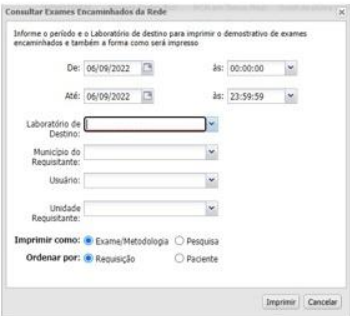 Consultar Exames Encaminhados da Rede
Informe o período e o Laboratório de destino para imprimir o demostrativo de exames
encaminhados e também a forma como será impresso
De: 06/09/2022 às: 00:00:00
Até: 06/09/2022 às: 23:59:59
Laboratório de
Destino:
Município do
Requisitante:
Usuário:
Unidade
Requisitante:
Imprimir como: Exame/Metodologia Pesquisa
Ordenar por: Requisição Paciente
Imprimir Cancelar